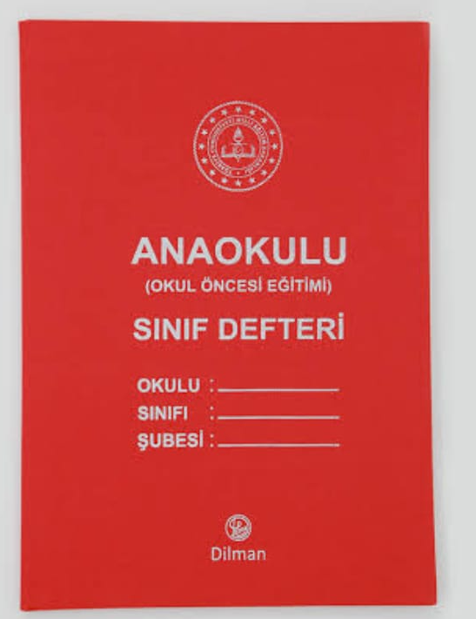 ANAOKULU
(OKUL ÖNCESİ EĞİTİMİ)
SINIF DEFTERİ
OKULU :
SINIFI :
ŞUBESİ :
Dilman